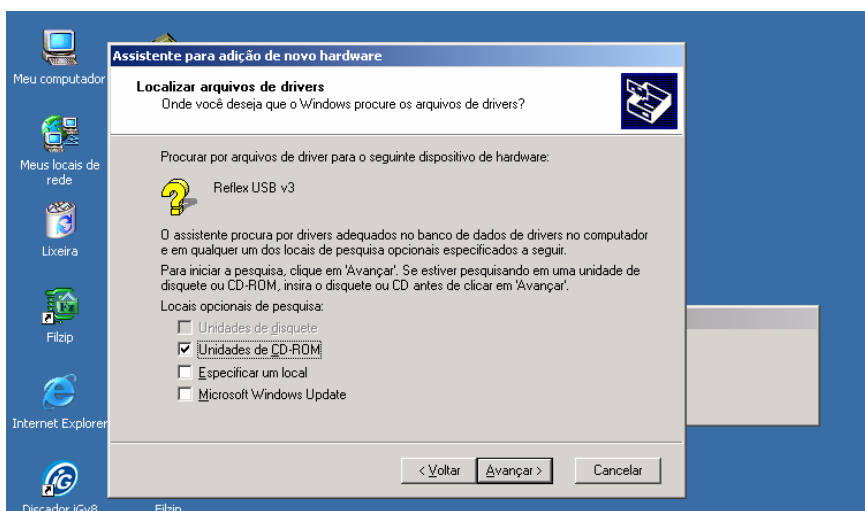 Meu computador
Meus locais de
rede
Lixeira
Filzip
Internet Explorer
iG
Discador iGv8
Filzip
Assistente para adição de novo hardware
Localizar arquivos de drivers
Onde você deseja que o Windows procure os arquivos de drivers?
Procurar por arquivos de driver para o seguinte dispositivo de hardware:
Reflex USB v3
O assistente procura por drivers adequados no banco de dados de drivers no computador
e em qualquer um dos locais de pesquisa opcionais especificados a seguir.
Para iniciar a pesquisa, clique em 'Avançar'. Se estiver pesquisando em uma unidade de
disquete ou CD-ROM, insira o disquete ou CD antes de clicar em 'Avançar'.
Locais opcionais de pesquisa:
Unidades de disquete
Unidades de CD-ROM
Especificar um local
Microsoft Windows Update
< Voltar
Avançar >
Cancelar